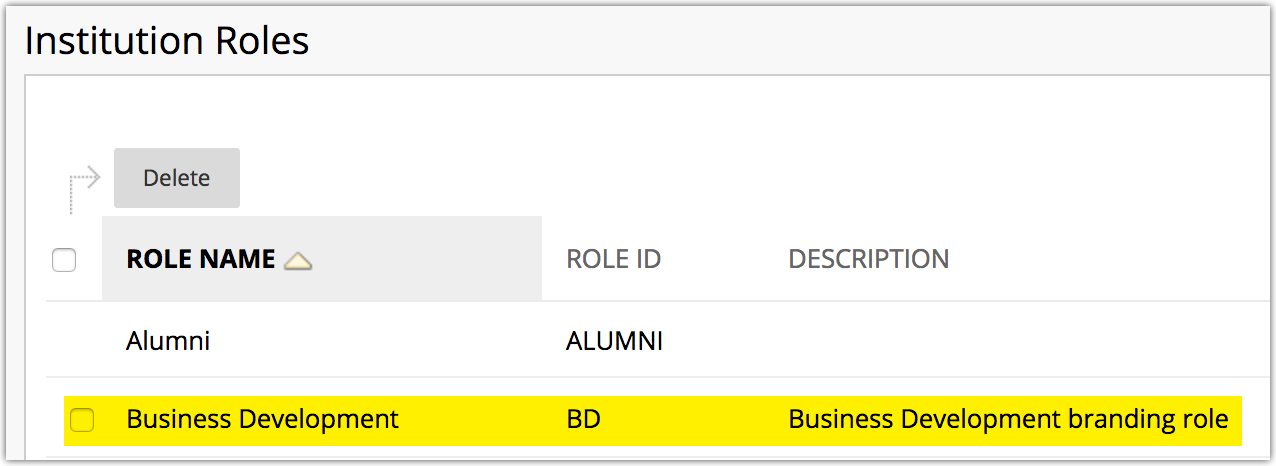 Institution Roles
Delete
ROLE NAME ROLE ID DESCRIPTION
Alumni ALUMNI
Business Development BD Business Development branding role